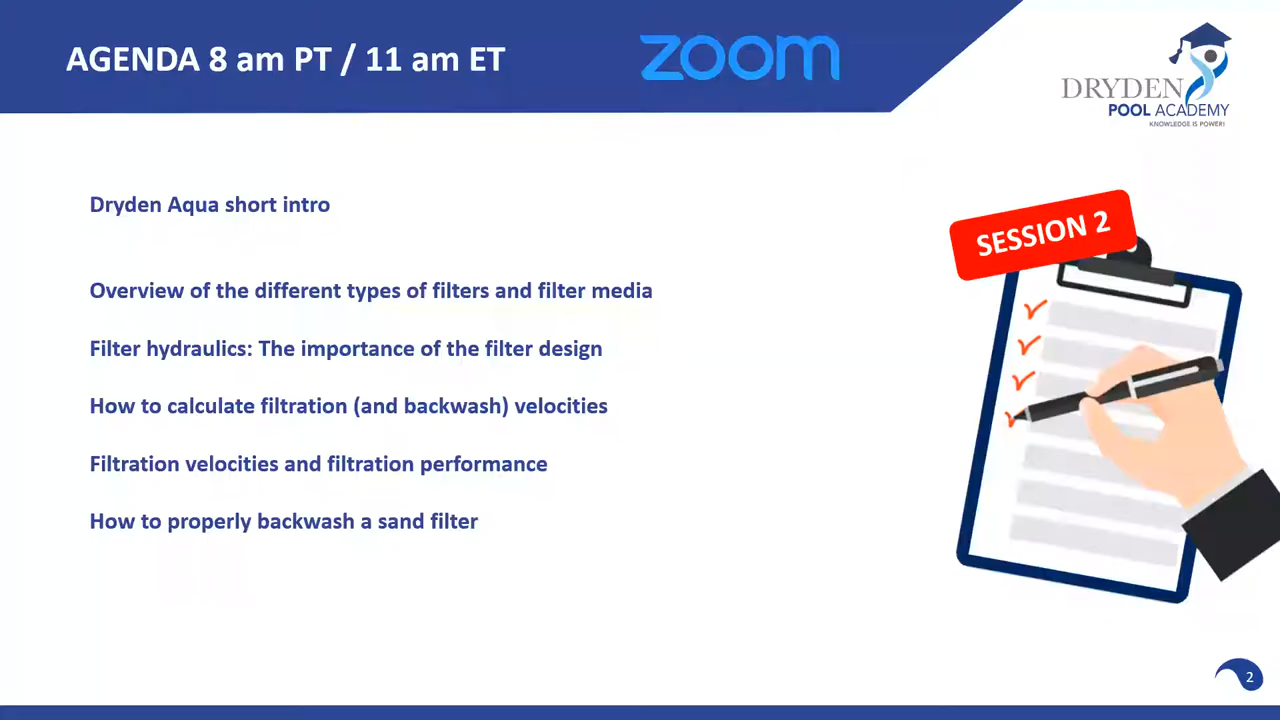 AGENDA 8 am PT / 11 am ET
zoom
DRYDEN
POOL ACADEMY
KNOWLEDGE IS POWER!
Dryden Aqua short intro
SESSION 2
Overview of the different types of filters and filter media
Filter hydraulics: The importance of the filter design
How to calculate filtration (and backwash) velocities
Filtration velocities and filtration performance
How to properly backwash a sand filter
2